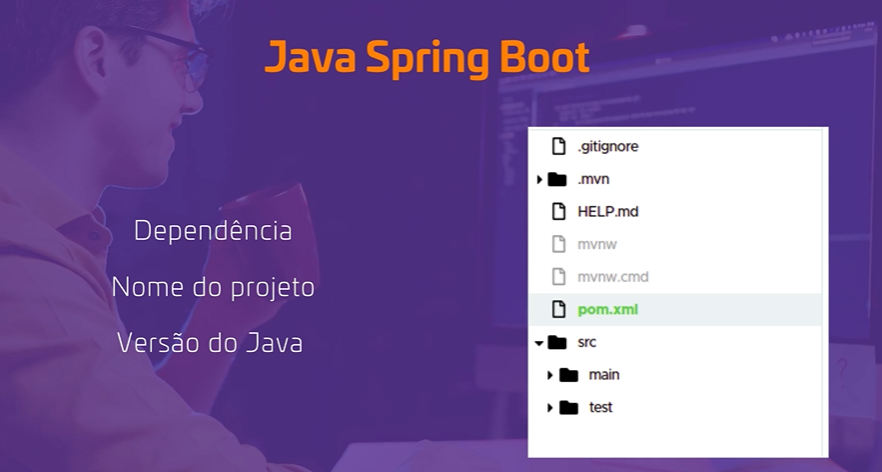 Java Spring Boot
Dependência
Nome do projeto
Versão do Java
.gitignore
.mvn
HELP.md
mvnw
mvnw.cmd
pom.xml
src
main
test